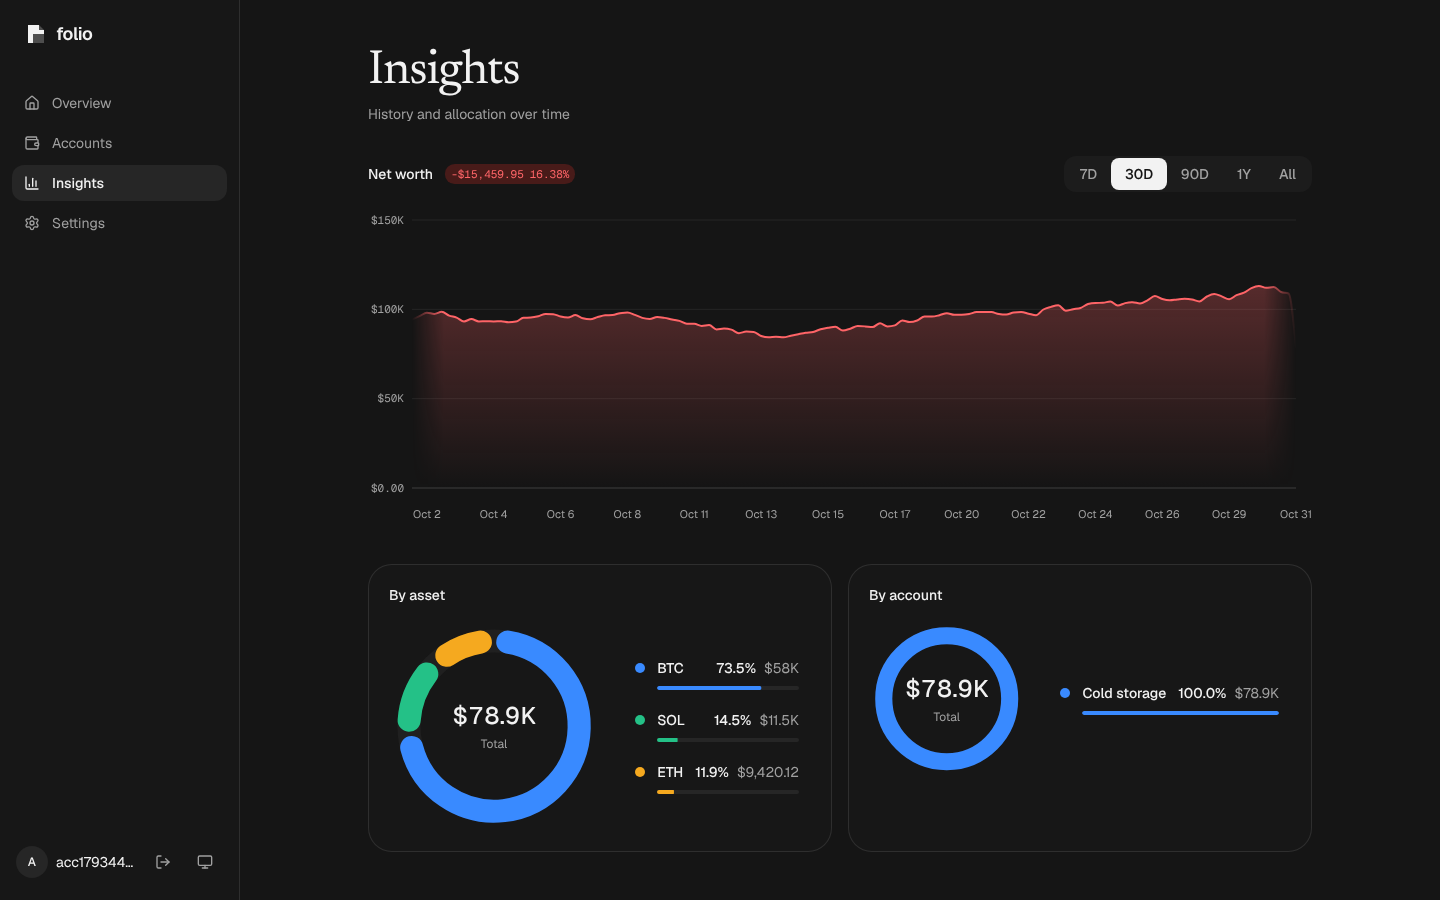 folio
Overview
Accounts
Insights
Settings
A
acc179344...
Insights
History and allocation over time
Net worth
-$15,459.95 16.38%
7D 30D 90D 1Y All
$150K
$100K
$50K
$0.00
Oct 2 Oct 4 Oct 6 Oct 8 Oct 11 Oct 13 Oct 15 Oct 17 Oct 20 Oct 22 Oct 24 Oct 26 Oct 29 Oct 31
By asset
$78.9K
Total
BTC 73.5% $58K
SOL 14.5% $11.5K
ETH 11.9% $9,420.12
By account
$78.9K
Total
Cold storage 100.0% $78.9K